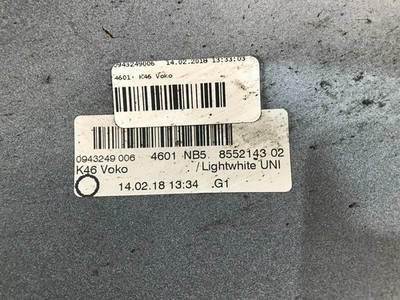 0943249006 14.02.2018 13:33:03
4601· K46 Voko
0943249 006 4601 NB5 8552143 02
K46 Voko / Lightwhite UNI
14.02.18 13:34 .G1